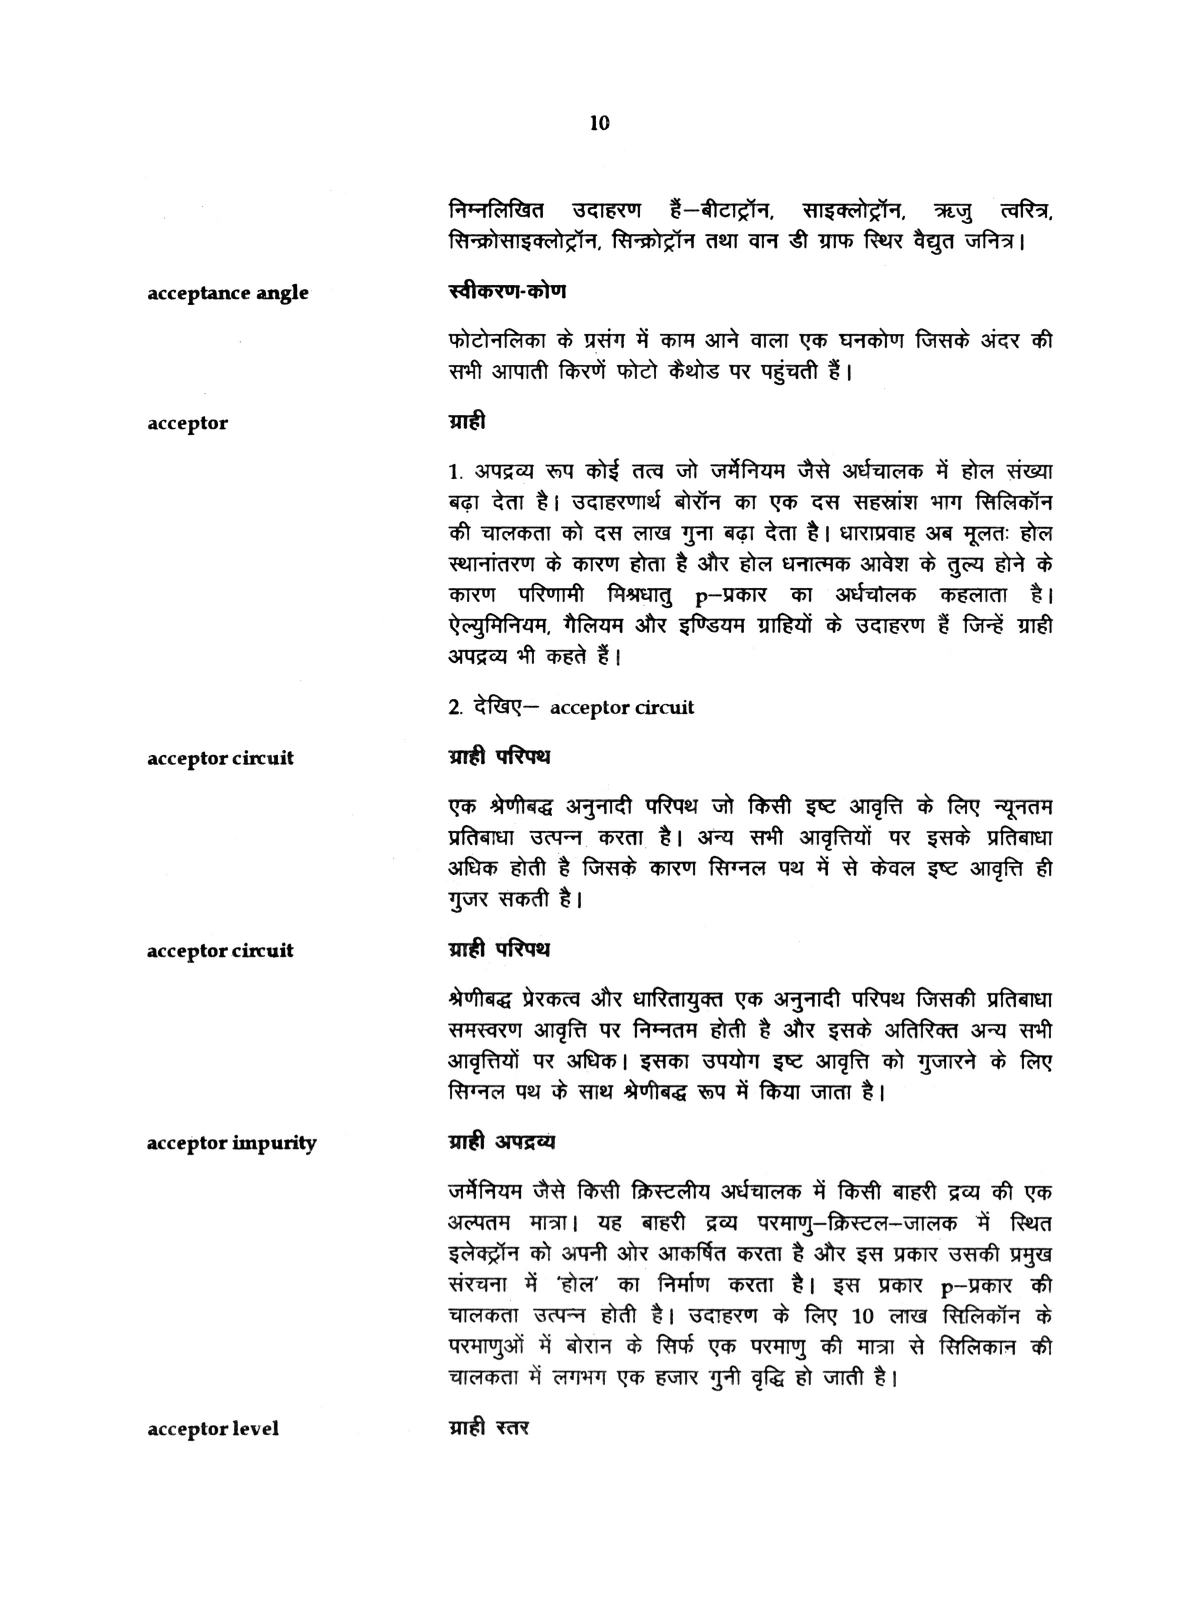 10
निम्नलिखित उदाहरण हैं—बीटाट्रॉन, साइक्लोट्रॉन, ऋजु त्वरित्र,
सिन्क्रोसाइक्लोट्रॉन, सिन्क्रोट्रॉन तथा वान डी ग्राफ स्थिर वैद्युत जनित्र।
acceptance angle स्वीकरण-कोण
फोटोनलिका के प्रसंग में काम आने वाला एक घनकोण जिसके अंदर की
सभी आपाती किरणें फोटो कैथोड पर पहुंचती हैं।
acceptor ग्राही
1. अपद्रव्य रूप कोई तत्व जो जर्मेनियम जैसे अर्धचालक में होल संख्या
बढ़ा देता है। उदाहरणार्थ बोरॉन का एक दस सहस्रांश भाग सिलिकॉन
की चालकता को दस लाख गुना बढ़ा देता है। धाराप्रवाह अब मूलतः होल
स्थानांतरण के कारण होता है और होल धनात्मक आवेश के तुल्य होने के
कारण परिणामी मिश्रधातु p—प्रकार का अर्धचालक कहलाता है।
ऐल्युमिनियम, गैलियम और इण्डियम ग्राहियों के उदाहरण हैं जिन्हें ग्राही
अपद्रव्य भी कहते हैं।
2. देखिए— acceptor circuit
acceptor circuit ग्राही परिपथ
एक श्रेणीबद्ध अनुनादी परिपथ जो किसी इष्ट आवृत्ति के लिए न्यूनतम
प्रतिबाधा उत्पन्न करता है। अन्य सभी आवृत्तियों पर इसके प्रतिबाधा
अधिक होती है जिसके कारण सिग्नल पथ में से केवल इष्ट आवृत्ति ही
गुजर सकती है।
acceptor circuit ग्राही परिपथ
श्रेणीबद्ध प्रेरकत्व और धारितायुक्त एक अनुनादी परिपथ जिसकी प्रतिबाधा
समस्वरण आवृत्ति पर निम्नतम होती है और इसके अतिरिक्त अन्य सभी
आवृत्तियों पर अधिक। इसका उपयोग इष्ट आवृत्ति को गुजारने के लिए
सिग्नल पथ के साथ श्रेणीबद्ध रूप में किया जाता है।
acceptor impurity ग्राही अपद्रव्य
जर्मेनियम जैसे किसी क्रिस्टलीय अर्धचालक में किसी बाहरी द्रव्य की एक
अल्पतम मात्रा। यह बाहरी द्रव्य परमाणु—क्रिस्टल—जालक में स्थित
इलेक्ट्रॉन को अपनी ओर आकर्षित करता है और इस प्रकार उसकी प्रमुख
संरचना में 'होल' का निर्माण करता है। इस प्रकार p—प्रकार की
चालकता उत्पन्न होती है। उदाहरण के लिए 10 लाख सिलिकॉन के
परमाणुओं में बोरान के सिर्फ एक परमाणु की मात्रा से सिलिकान की
चालकता में लगभग एक हजार गुनी वृद्धि हो जाती है।
acceptor level ग्राही स्तर